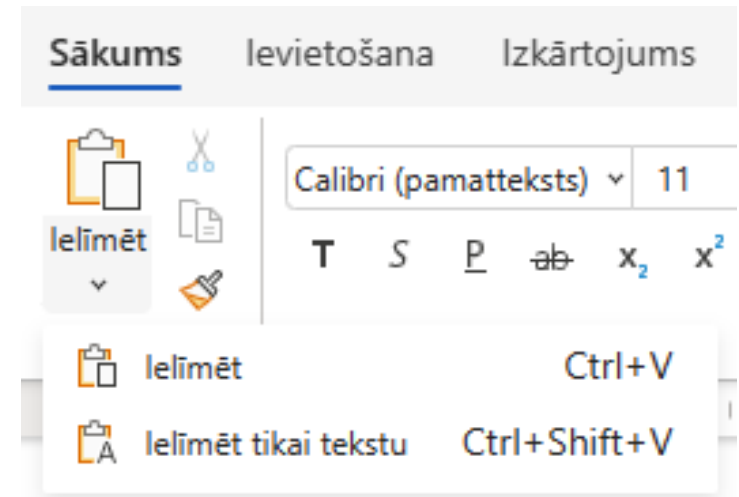 Sākums Ievietošana Izkārtojums
Calibri (pamatteksts) 11
Ielīmēt
T S P ab x₂ x²
Ielīmēt Ctrl+V
Ielīmēt tikai tekstu Ctrl+Shift+V